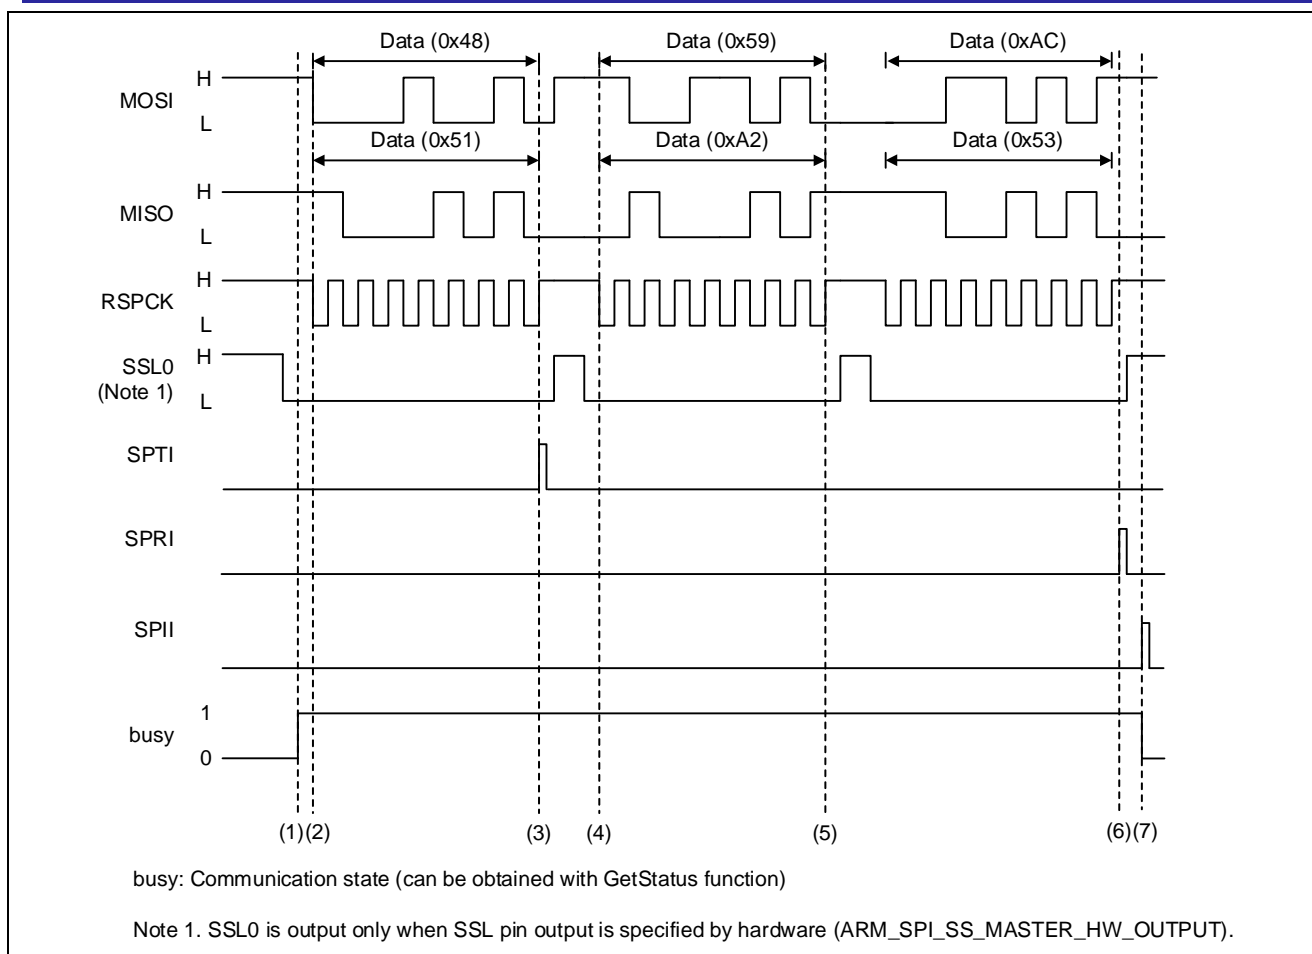 Data (0x48) Data (0x59) Data (0xAC)
H
MOSI
L
Data (0x51) Data (0xA2) Data (0x53)
H
MISO
L
H
RSPCK
L
H
SSL0
(Note 1)
L
SPTI
SPRI
SPII
1
busy
0
(1) (2) (3) (4) (5) (6) (7)
busy: Communication state (can be obtained with GetStatus function)
Note 1. SSL0 is output only when SSL pin output is specified by hardware (ARM_SPI_SS_MASTER_HW_OUTPUT).